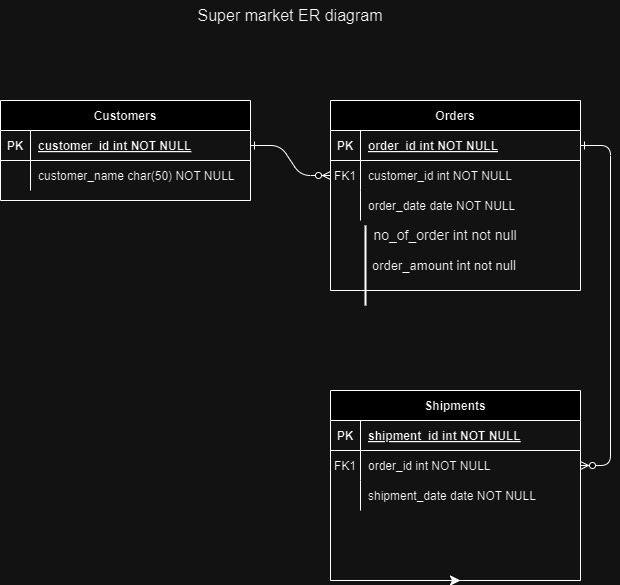 Super market ER diagram
Customers
PK customer_id int NOT NULL
customer_name char(50) NOT NULL
Orders
PK order_id int NOT NULL
FK1 customer_id int NOT NULL
order_date date NOT NULL
no_of_order int not null
order_amount int not null
Shipments
PK shipment_id int NOT NULL
FK1 order_id int NOT NULL
shipment_date date NOT NULL